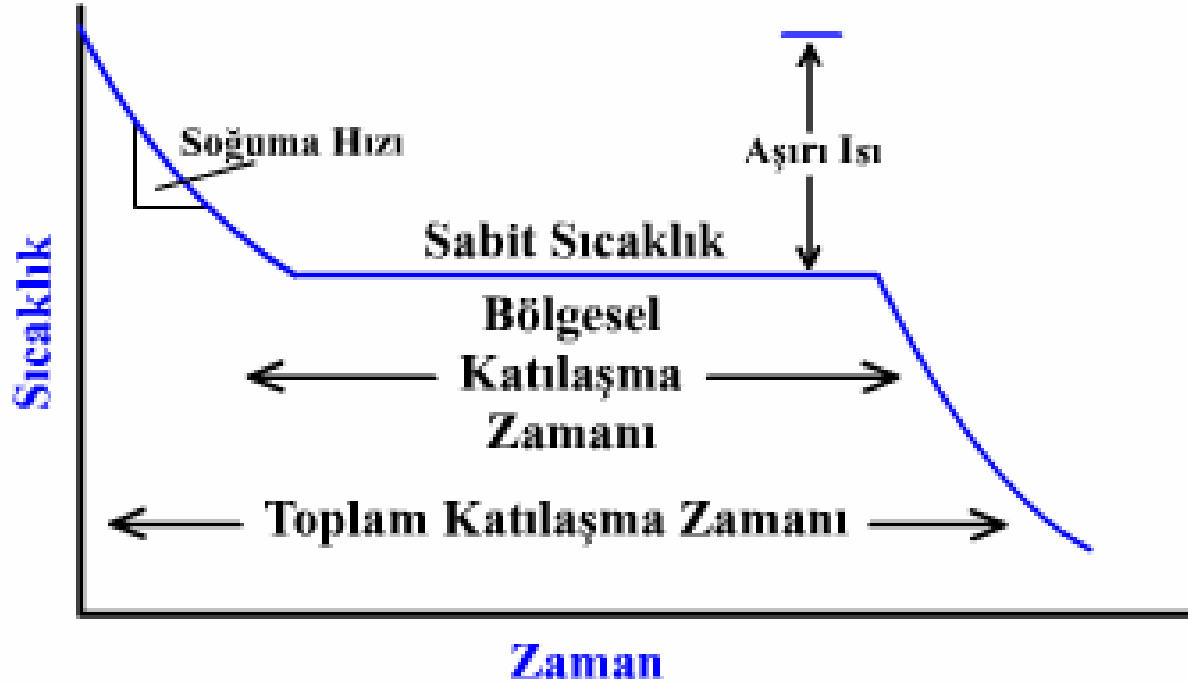 Soğuma Hızı
Aşırı Isı
Sıcaklık
Sabit Sıcaklık
Bölgesel
Katılaşma
Zamanı
Toplam Katılaşma Zamanı
Zaman